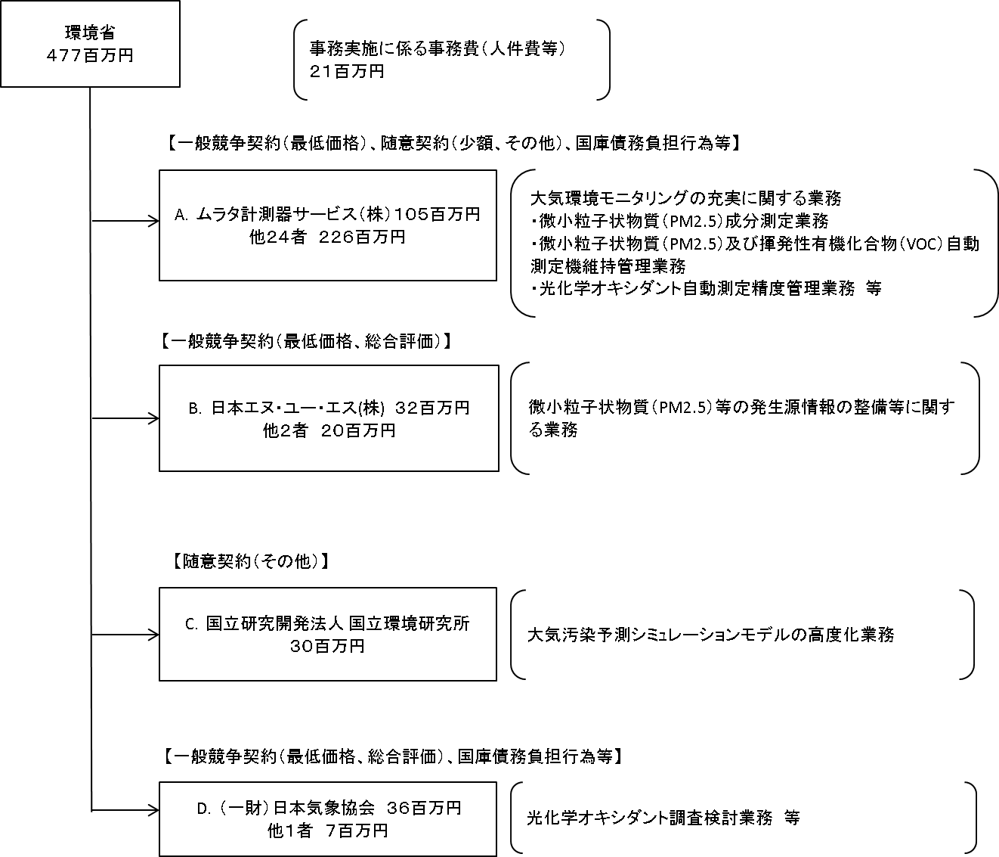 環境省
４７７百万円
事務実施に係る事務費（人件費等）
２１百万円
【一般競争契約（最低価格）、随意契約（少額、その他）、国庫債務負担行為等】
A. ムラタ計測器サービス（株）１０５百万円
他２４者　２２６百万円
大気環境モニタリングの充実に関する業務
・微小粒子状物質（PM2.5）成分測定業務
・微小粒子状物質（PM2.5）及び揮発性有機化合物（VOC）自動
測定機維持管理業務
・光化学オキシダント自動測定精度管理業務　等
【一般競争契約（最低価格、総合評価）】
B. 日本エヌ・ユー・エス(株)　３２百万円
他２者　２０百万円
微小粒子状物質（PM2.5）等の発生源情報の整備等に関す
る業務
【随意契約（その他）】
C. 国立研究開発法人 国立環境研究所
３０百万円
大気汚染予測シミュレーションモデルの高度化業務
【一般競争契約（最低価格、総合評価）、国庫債務負担行為等】
D. （一財）日本気象協会　３６百万円
他１者　７百万円
光化学オキシダント調査検討業務　等